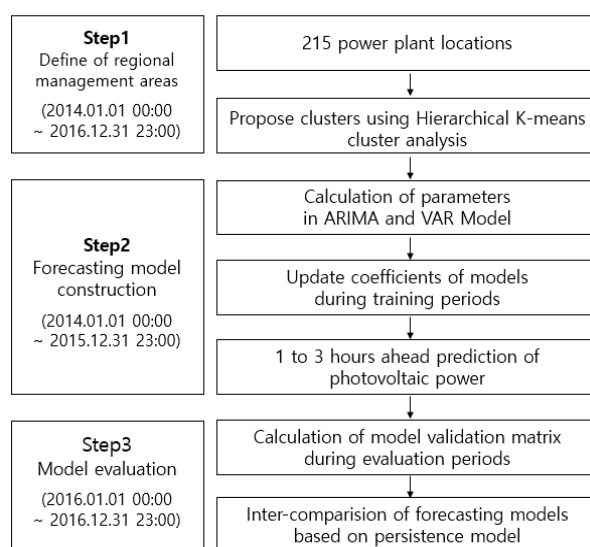 Step1
Define of regional
management areas
(2014.01.01 00:00
~ 2016.12.31 23:00)
215 power plant locations
Propose clusters using Hierarchical K-means
cluster analysis
Step2
Forecasting model
construction
(2014.01.01 00:00
~ 2015.12.31 23:00)
Calculation of parameters
in ARIMA and VAR Model
Update coefficients of models
during training periods
1 to 3 hours ahead prediction of
photovoltaic power
Step3
Model evaluation
(2016.01.01 00:00
~ 2016.12.31 23:00)
Calculation of model validation matrix
during evaluation periods
Inter-comparision of forecasting models
based on persistence model